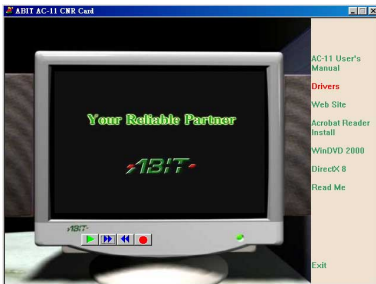 ABIT AC-11 CNR Card
Your Reliable Partner
ABIT
ABIT
AC-11 User's
Manual
Drivers
Web Site
Acrobat Reader
Install
WinDVD 2000
DirectX 8
Read Me
Exit